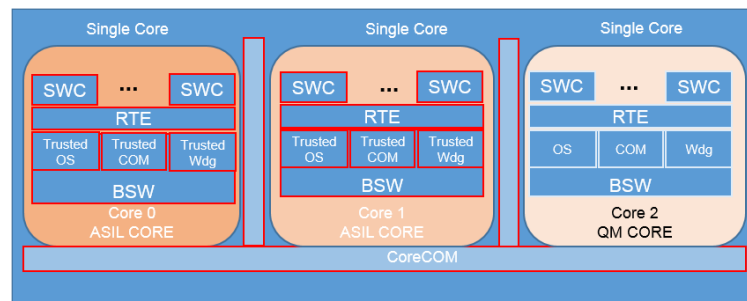 Single Core
SWC ... SWC
RTE
Trusted OS
Trusted COM
Trusted Wdg
BSW
Core 0
ASIL CORE
Single Core
SWC ... SWC
RTE
Trusted OS
Trusted COM
Trusted Wdg
BSW
Core 1
ASIL CORE
Single Core
SWC ... SWC
RTE
OS
COM
Wdg
BSW
Core 2
QM CORE
CoreCOM